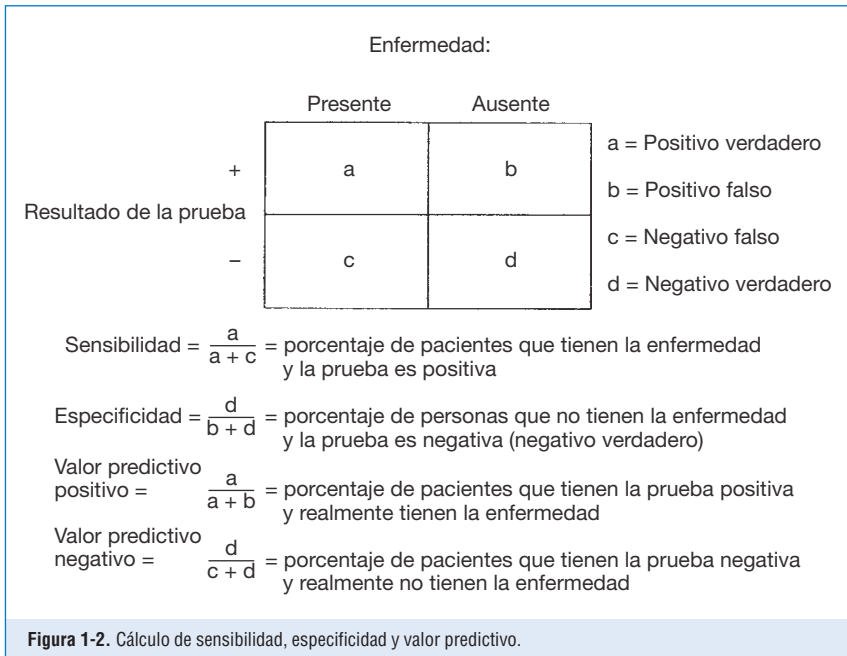 Enfermedad:
Presente Ausente
a = Positivo verdadero
+ a b
b = Positivo falso
Resultado de la prueba
c = Negativo falso
– c d
d = Negativo verdadero
Sensibilidad = a / a + c = porcentaje de pacientes que tienen la enfermedad
y la prueba es positiva
Especificidad = d / b + d = porcentaje de personas que no tienen la enfermedad
y la prueba es negativa (negativo verdadero)
Valor predictivo
positivo = a / a + b = porcentaje de pacientes que tienen la prueba positiva
y realmente tienen la enfermedad
Valor predictivo
negativo = d / c + d = porcentaje de pacientes que tienen la prueba negativa
y realmente no tienen la enfermedad
Figura 1-2. Cálculo de sensibilidad, especificidad y valor predictivo.